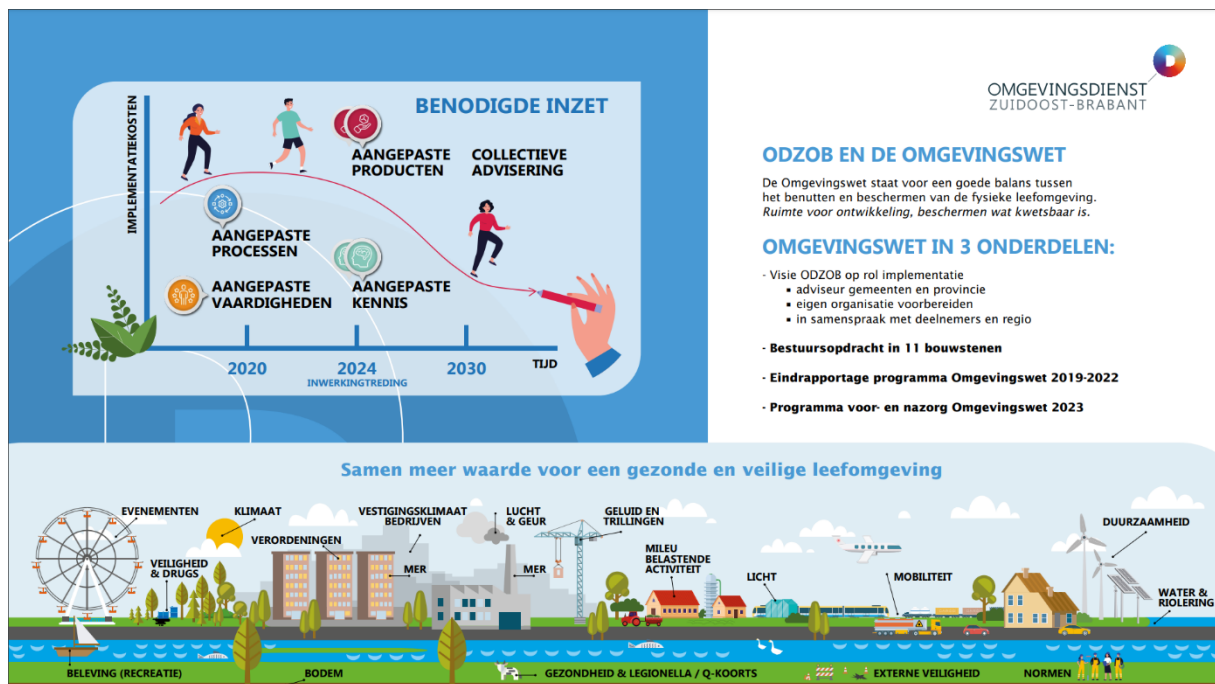 BENODIGDE INZET
IMPLEMENTATIEKOSTEN
AANGEPASTE
PRODUCTEN
COLLECTIEVE
ADVISERING
AANGEPASTE
PROCESSEN
AANGEPASTE
VAARDIGHEDEN
AANGEPASTE
KENNIS
2020
2024
2030
TIJD
INWERKINGTREDING
OMGEVINGSDIENST
ZUIDOOST-BRABANT
ODZOB EN DE OMGEVINGSWET
De Omgevingswet staat voor een goede balans tussen
het benutten en beschermen van de fysieke leefomgeving.
Ruimte voor ontwikkeling, beschermen wat kwetsbaar is.
OMGEVINGSWET IN 3 ONDERDELEN:
- Visie ODZOB op rol implementatie
▪ adviseur gemeenten en provincie
▪ eigen organisatie voorbereiden
▪ in samenspraak met deelnemers en regio
- Bestuursopdracht in 11 bouwstenen
- Eindrapportage programma Omgevingswet 2019-2022
- Programma voor- en nazorg Omgevingswet 2023
Samen meer waarde voor een gezonde en veilige leefomgeving
EVENEMENTEN
KLIMAAT
VERORDENINGEN
VESTIGINGSKLIMAAT
BEDRIJVEN
LUCHT
& GEUR
GELUID EN
TRILLINGEN
DUURZAAMHEID
VEILIGHEID
& DRUGS
MER
MER
MILEU
BELASTENDE
ACTIVITEIT
LICHT
MOBILITEIT
WATER &
RIOLERING
BELEVING (RECREATIE)
BODEM
GEZONDHEID & LEGIONELLA / Q-KOORTS
EXTERNE VEILIGHEID
NORMEN